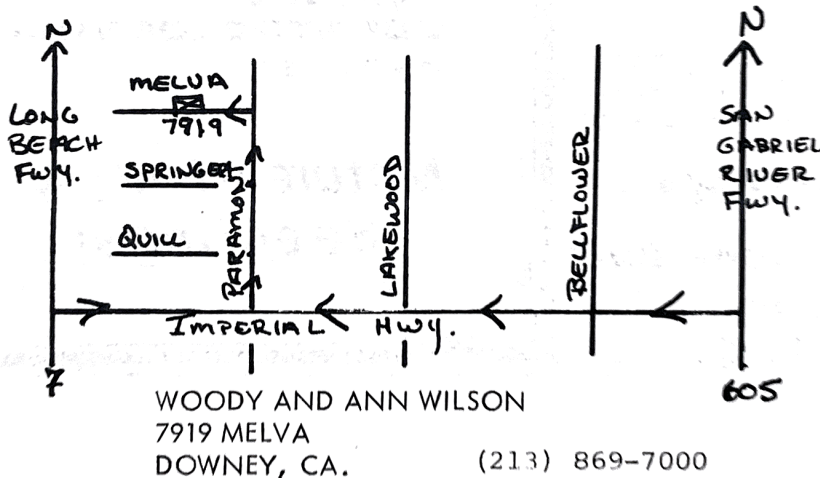 N
N
MELVA
7919
LONG
BEACH
FWY.
SPRINGER
QUILL
PARAMOUNT
LAKEWOOD
BELLFLOWER
SAN
GABRIEL
RIVER
FWY.
IMPERIAL HWY.
7
605
WOODY AND ANN WILSON
7919 MELVA
DOWNEY, CA. (213) 869-7000